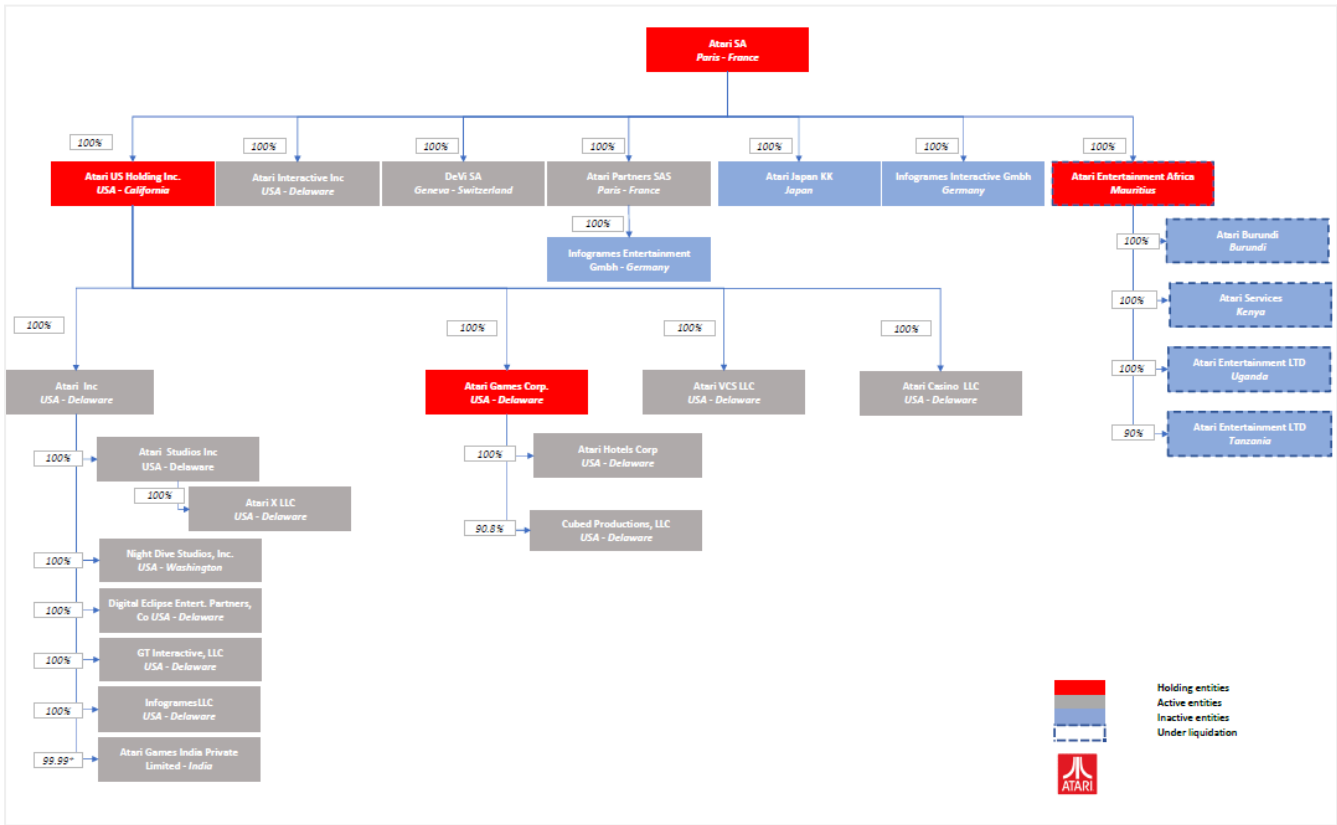 Atari SA
Paris - France
100%
100%
100%
100%
100%
100%
100%
Atari US Holding Inc.
USA - California
Atari Interactive Inc
USA - Delaware
DeVi SA
Geneva - Switzerland
Atari Partners SAS
Paris - France
Atari Japan KK
Japan
Infogrames Interactive Gmbh
Germany
Atari Entertainment Africa
Mauritius
100%
Infogrames Entertainment
Gmbh - Germany
100%
Atari Burundi
Burundi
100%
Atari Services
Kenya
100%
Atari Entertainment LTD
Uganda
90%
Atari Entertainment LTD
Tanzania
100%
100%
100%
100%
Atari Inc
USA - Delaware
Atari Games Corp.
USA - Delaware
Atari VCS LLC
USA - Delaware
Atari Casino LLC
USA - Delaware
100%
Atari Studios Inc
USA - Delaware
100%
Atari X LLC
USA - Delaware
100%
Night Dive Studios, Inc.
USA - Washington
100%
Digital Eclipse Entert. Partners,
Co USA - Delaware
100%
GT Interactive, LLC
USA - Delaware
100%
InfogramesLLC
USA - Delaware
99.99*
Atari Games India Private
Limited - India
100%
Atari Hotels Corp
USA - Delaware
90.8%
Cubed Productions, LLC
USA - Delaware
Holding entities
Active entities
Inactive entities
Under liquidation
ATARI